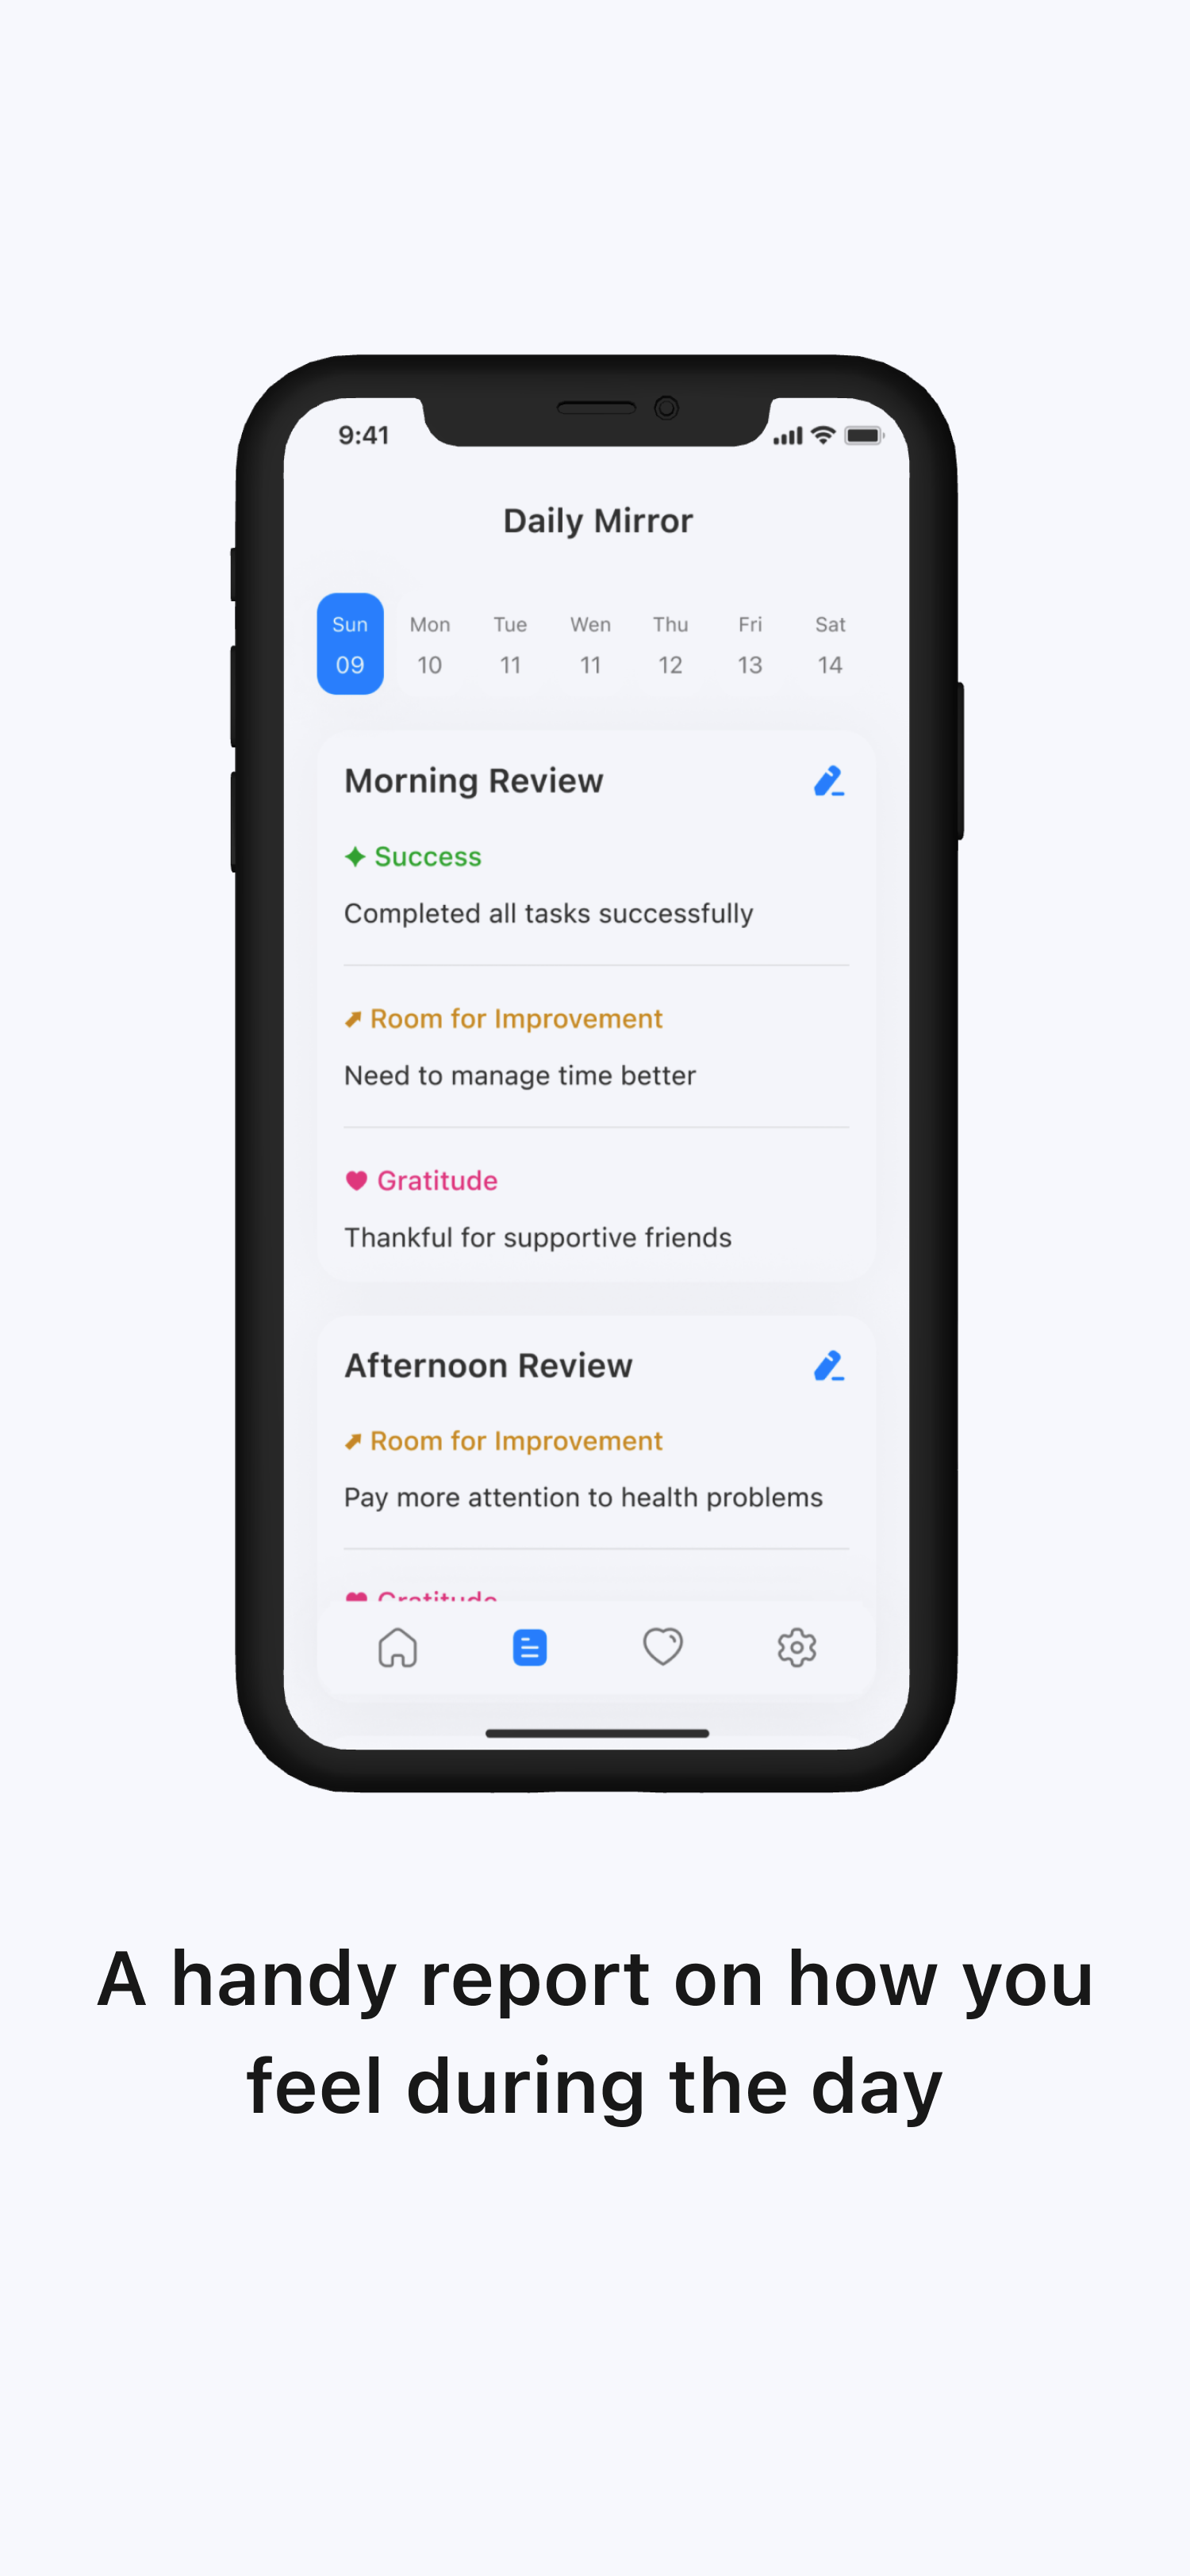 9:41
Daily Mirror
Sun Mon Tue Wen Thu Fri Sat
09 10 11 11 12 13 14
Morning Review
Success
Completed all tasks successfully
Room for Improvement
Need to manage time better
Gratitude
Thankful for supportive friends
Afternoon Review
Room for Improvement
Pay more attention to health problems
Gratitude
A handy report on how you
feel during the day